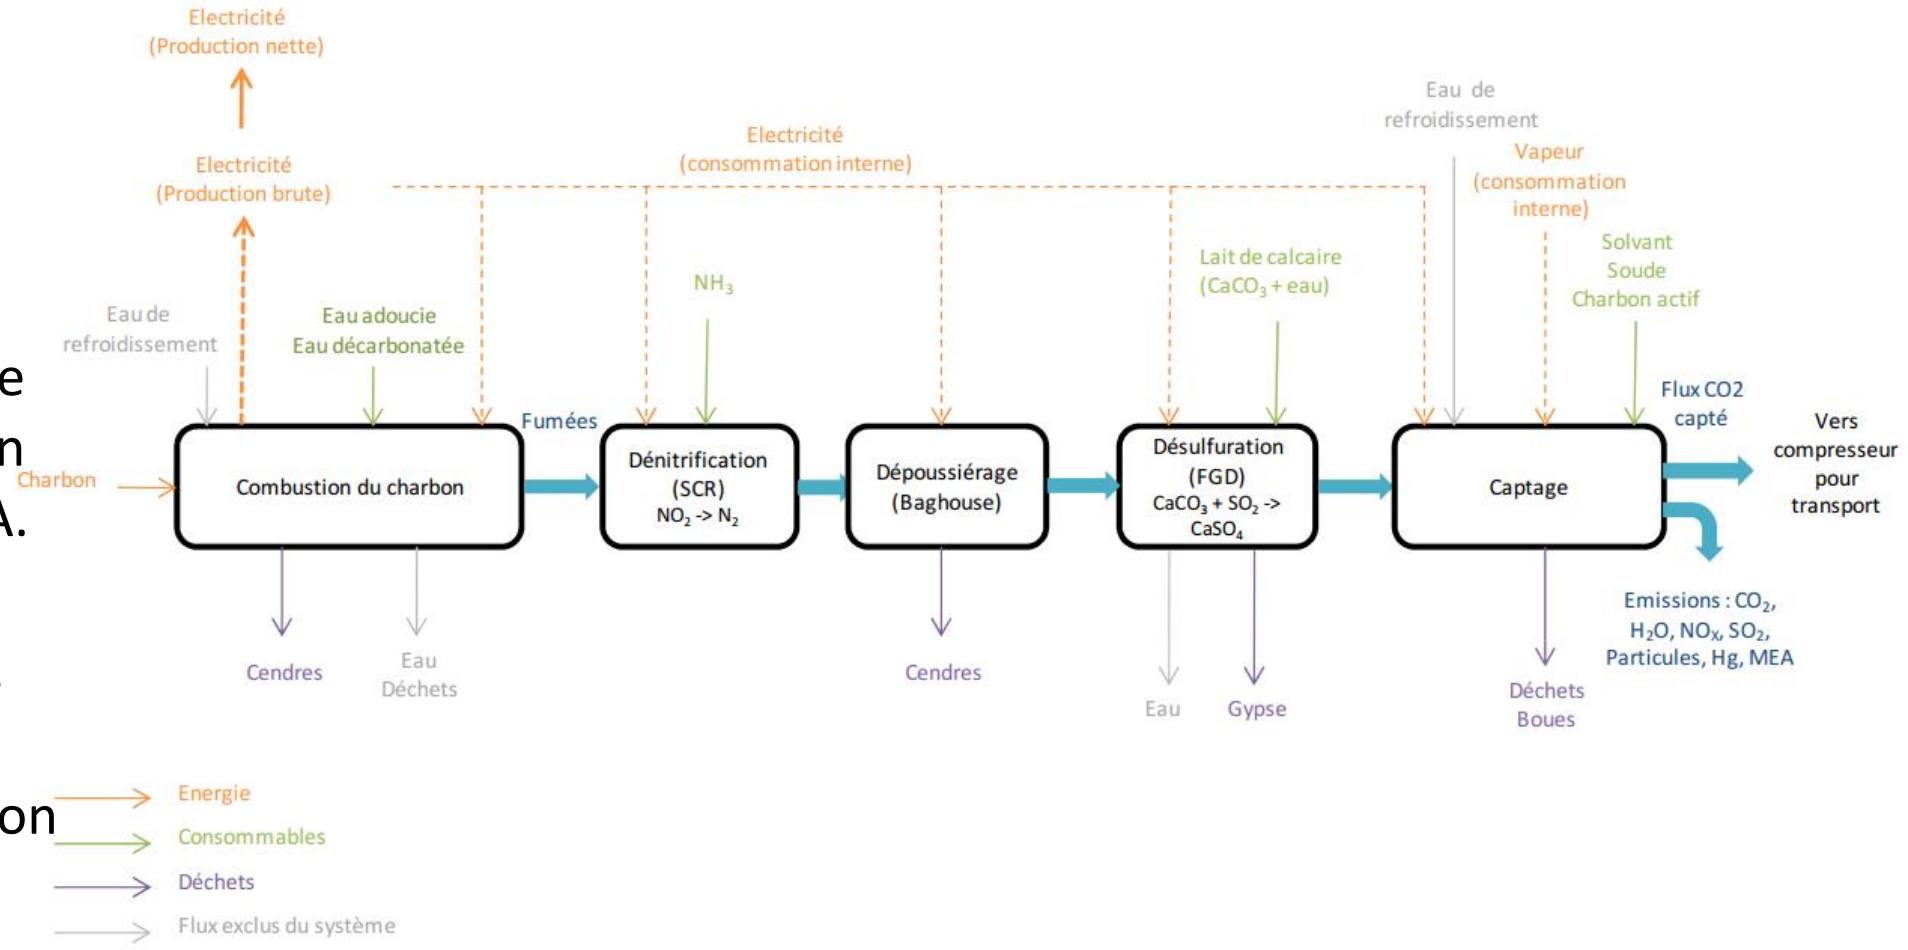 Electricité
(Production nette)
Electricité
(Production brute)
Electricité
(consommation interne)
Eau de
refroidissement
Vapeur
(consommation
interne)
Solvant
Soude
Charbon actif
Lait de calcaire
(CaCO₃ + eau)
NH₃
Eau de
refroidissement
Eau adoucie
Eau décarbonatée
Fumées
Flux CO2
capté
Vers
compresseur
pour
transport
e
n
A.
on
Charbon
Combustion du charbon
Dénitrification
(SCR)
NO₂ -> N₂
Dépoussiérage
(Baghouse)
Désulfuration
(FGD)
CaCO₃ + SO₂ ->
CaSO₄
Captage
Cendres
Eau
Déchets
Cendres
Eau
Gypse
Déchets
Boues
Emissions : CO₂,
H₂O, NOₓ, SO₂,
Particules, Hg, MEA
Energie
Consommables
Déchets
Flux exclus du système